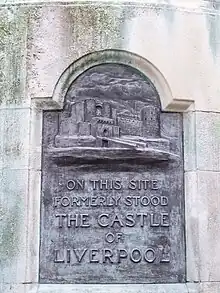 ON THIS SITE
FORMERLY STOOD
THE CASTLE
OF
LIVERPOOL